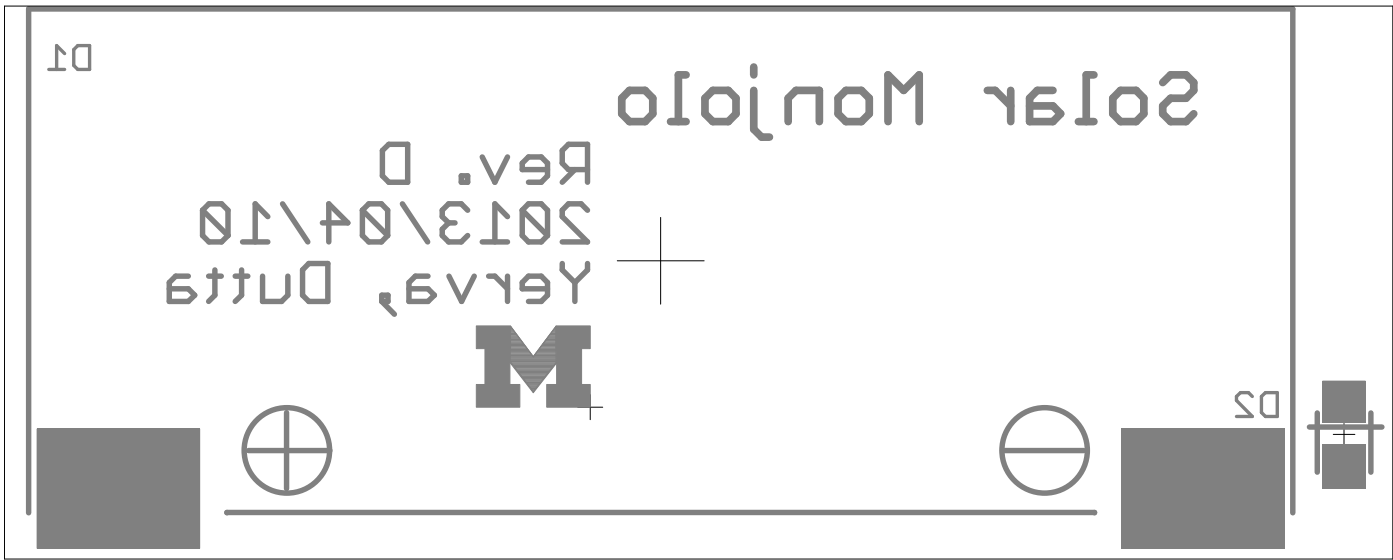 D1
Solar Monjolo
Rev. D
2013/04/10
Yerva, Dutta
M
D2